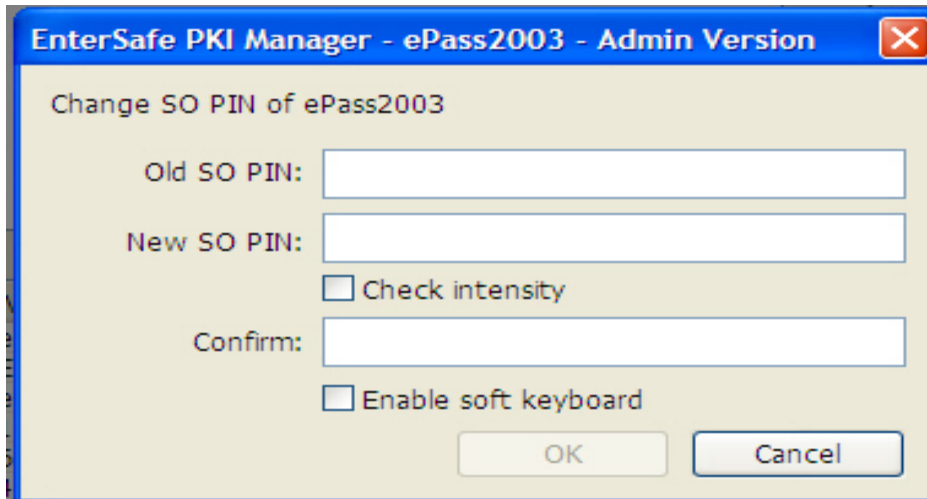 EnterSafe PKI Manager - ePass2003 - Admin Version
Change SO PIN of ePass2003
Old SO PIN:
New SO PIN:
Check intensity
Confirm:
Enable soft keyboard
OK Cancel